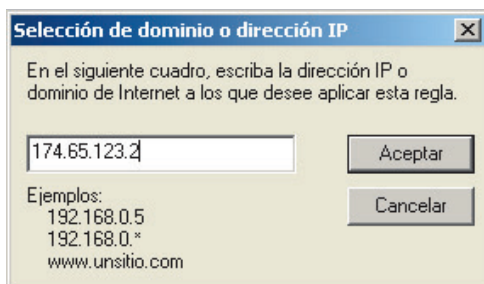 Selección de dominio o dirección IP
En el siguiente cuadro, escriba la dirección IP o
dominio de Internet a los que desee aplicar esta regla.
174.65.123.2
Aceptar
Ejemplos:
192.168.0.5
192.168.0.*
www.unsitio.com
Cancelar